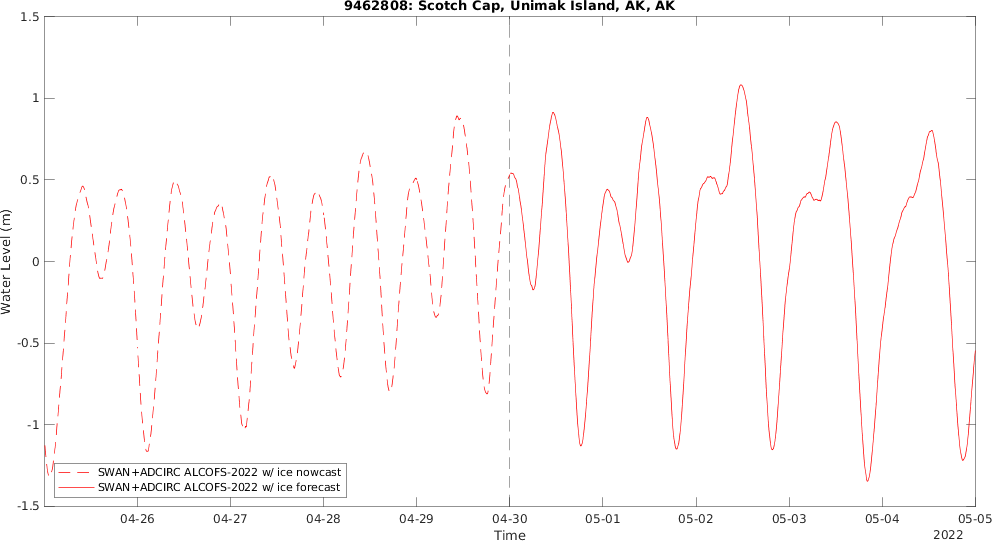 9462808: Scotch Cap, Unimak Island, AK, AK
Water Level (m)
1.5
1
0.5
0
-0.5
-1
-1.5
SWAN+ADCIRC ALCOFS-2022 w/ ice nowcast
SWAN+ADCIRC ALCOFS-2022 w/ ice forecast
04-26 04-27 04-28 04-29 04-30 05-01 05-02 05-03 05-04 05-05
Time
2022